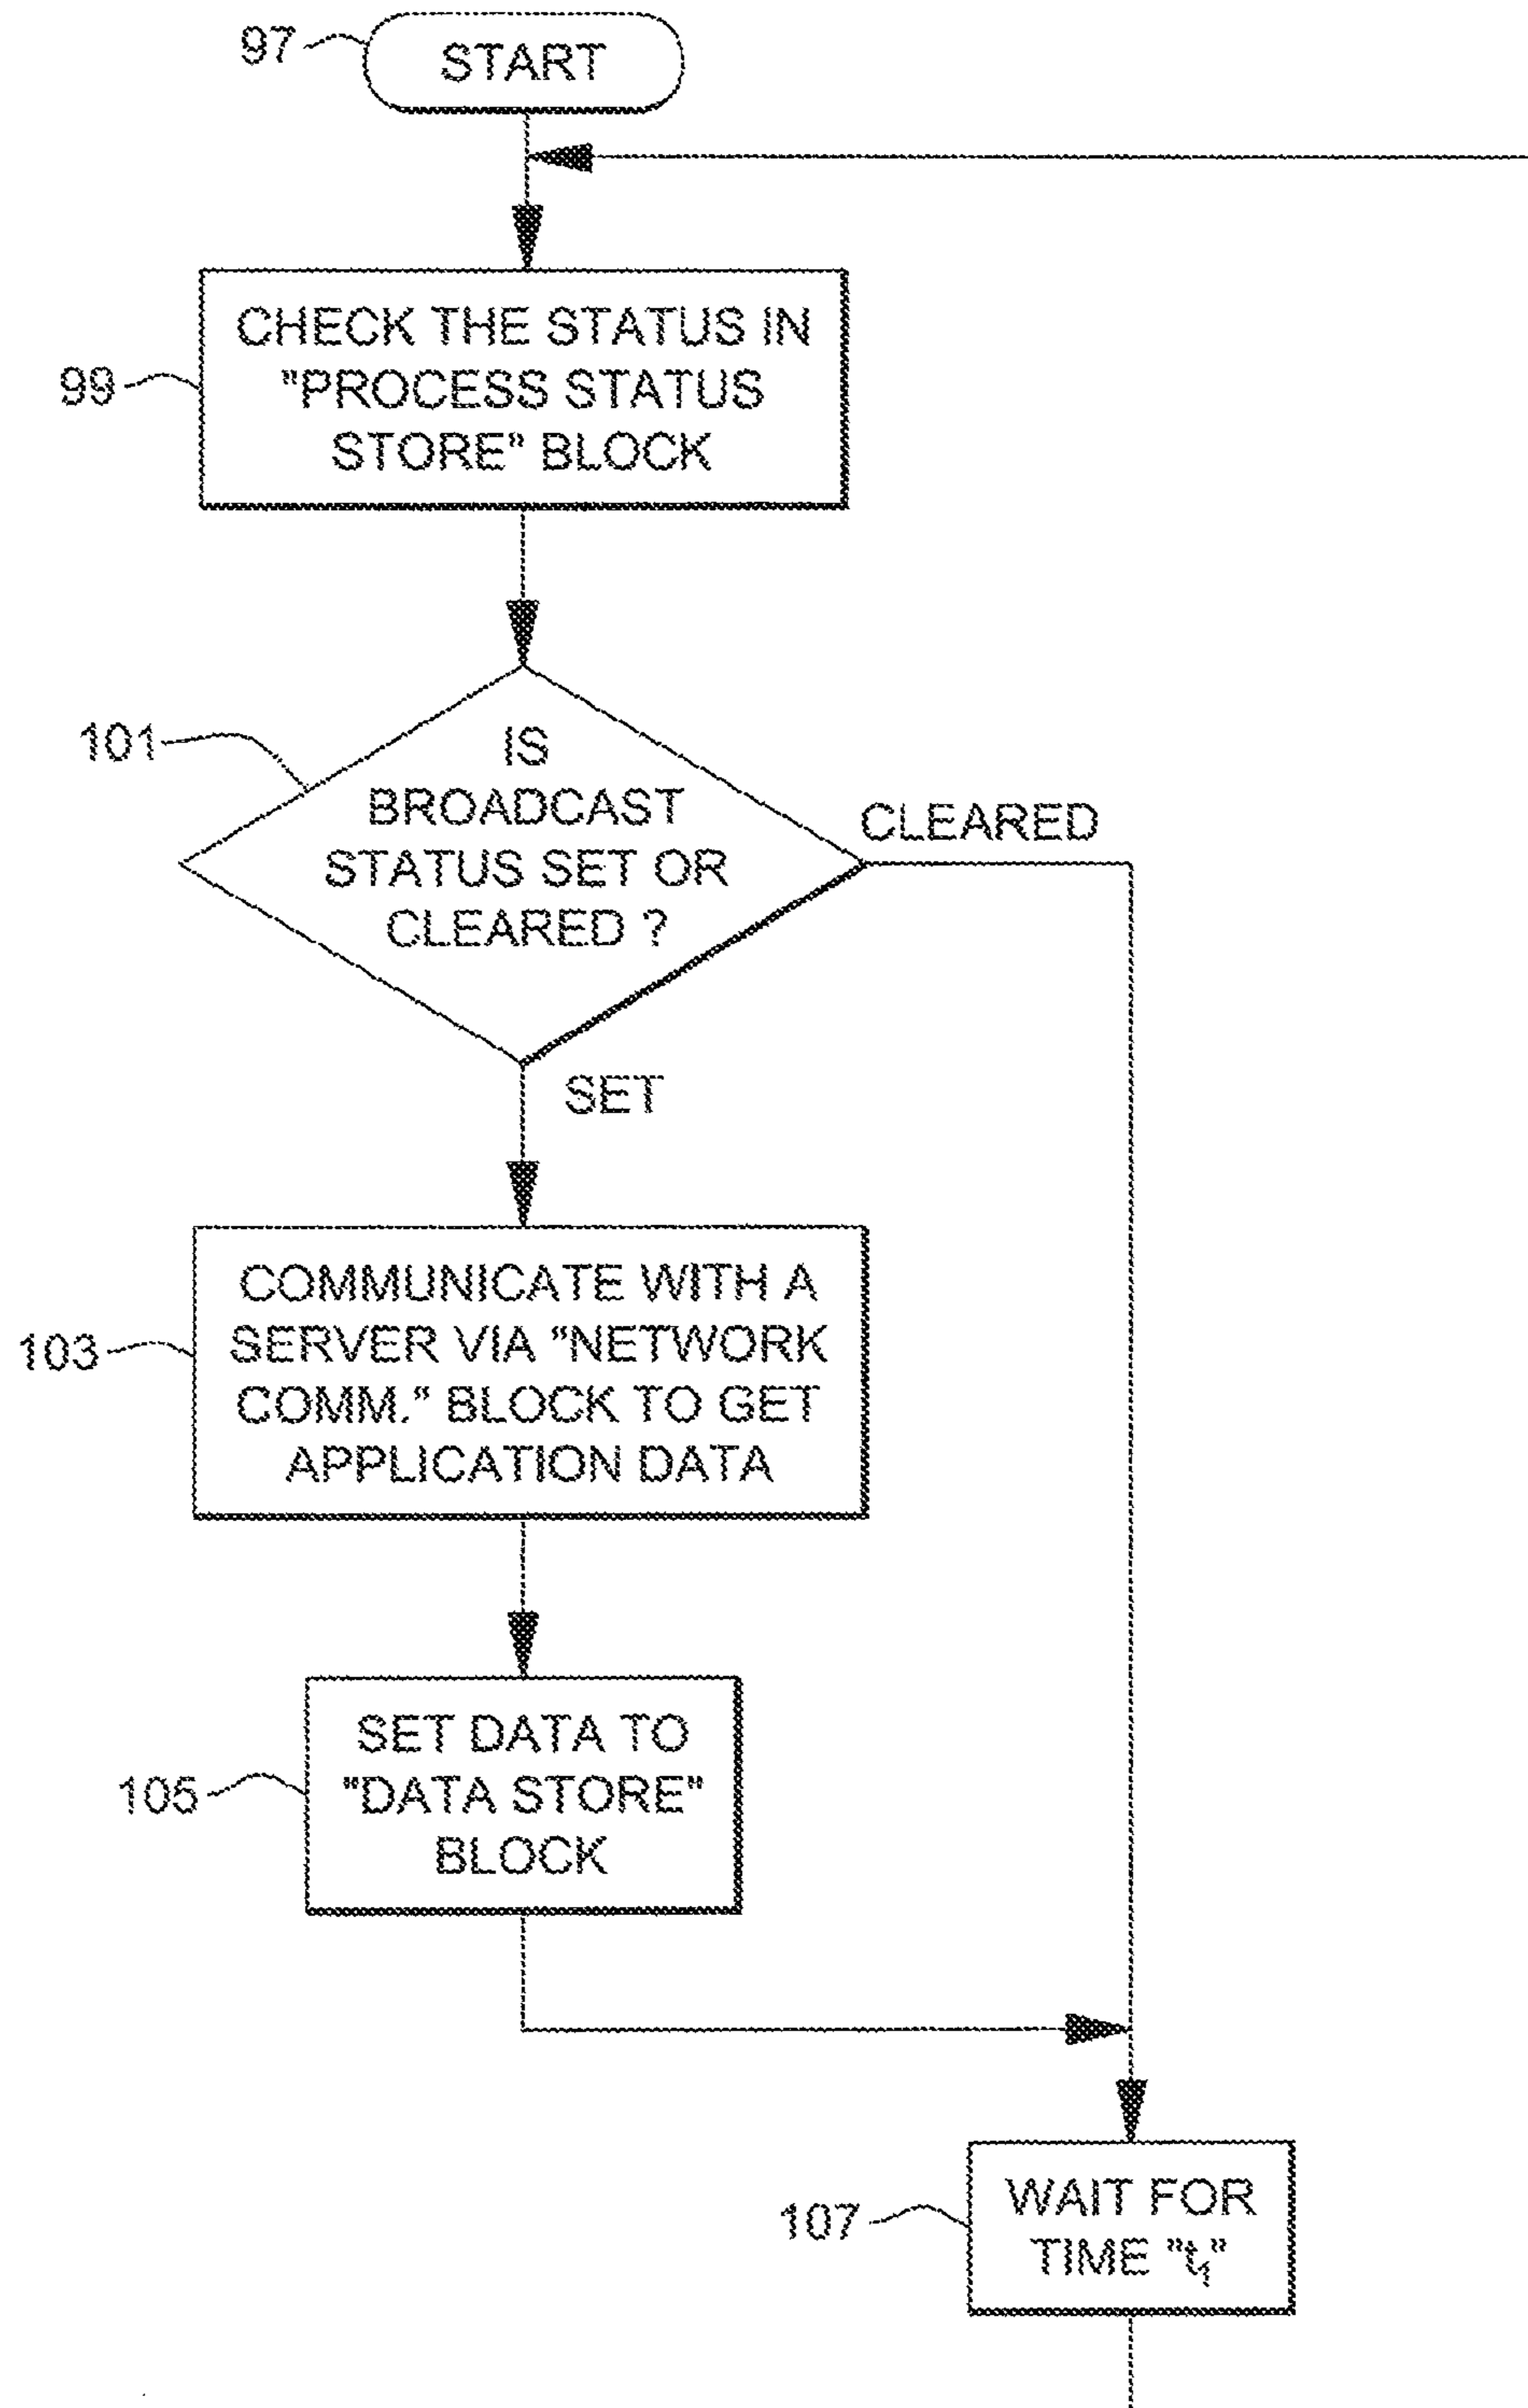 97
START
CHECK THE STATUS IN
99
"PROCESS STATUS
STORE" BLOCK
101
IS
BROADCAST
STATUS SET OR
CLEARED ?
CLEARED
SET
COMMUNICATE WITH A
103
SERVER VIA "NETWORK
COMM." BLOCK TO GET
APPLICATION DATA
SET DATA TO
105
"DATA STORE"
BLOCK
107
WAIT FOR
TIME "t₁"